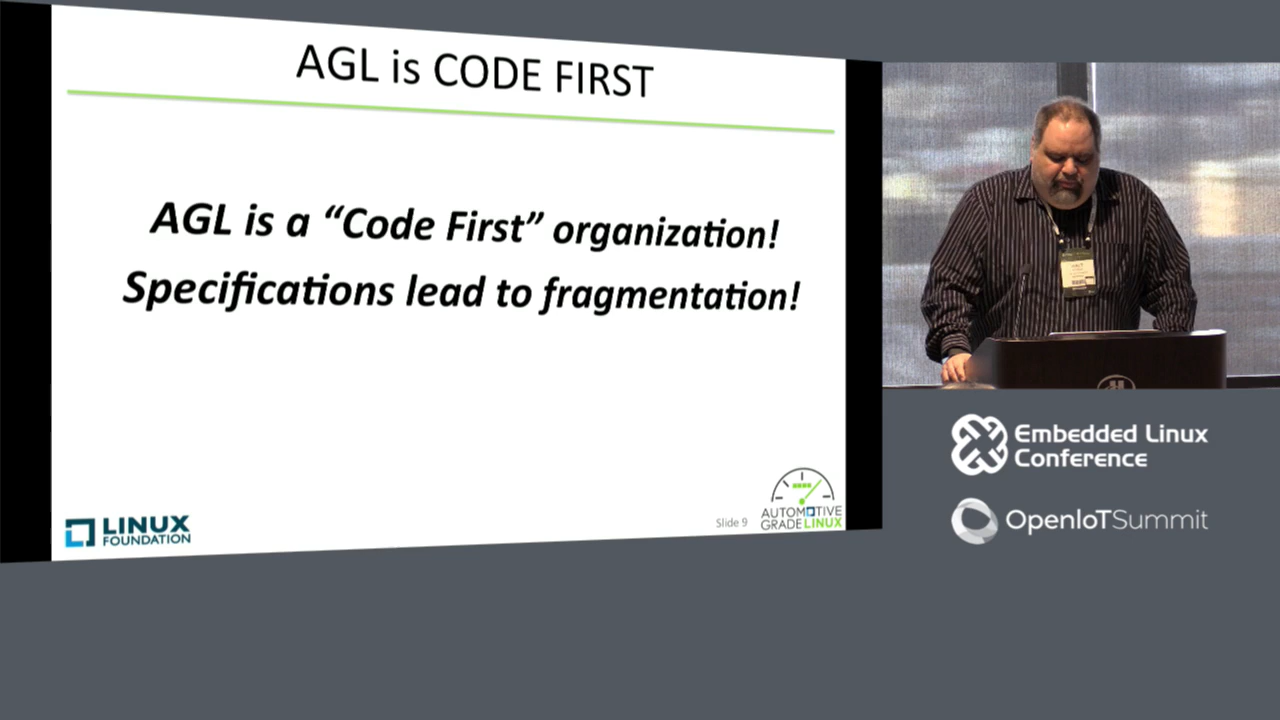 AGL is CODE FIRST
AGL is a “Code First” organization!
Specifications lead to fragmentation!
LINUX
FOUNDATION
Slide 9
AUTOMOTIVE
GRADE LINUX
Embedded Linux
Conference
OpenIoTSummit